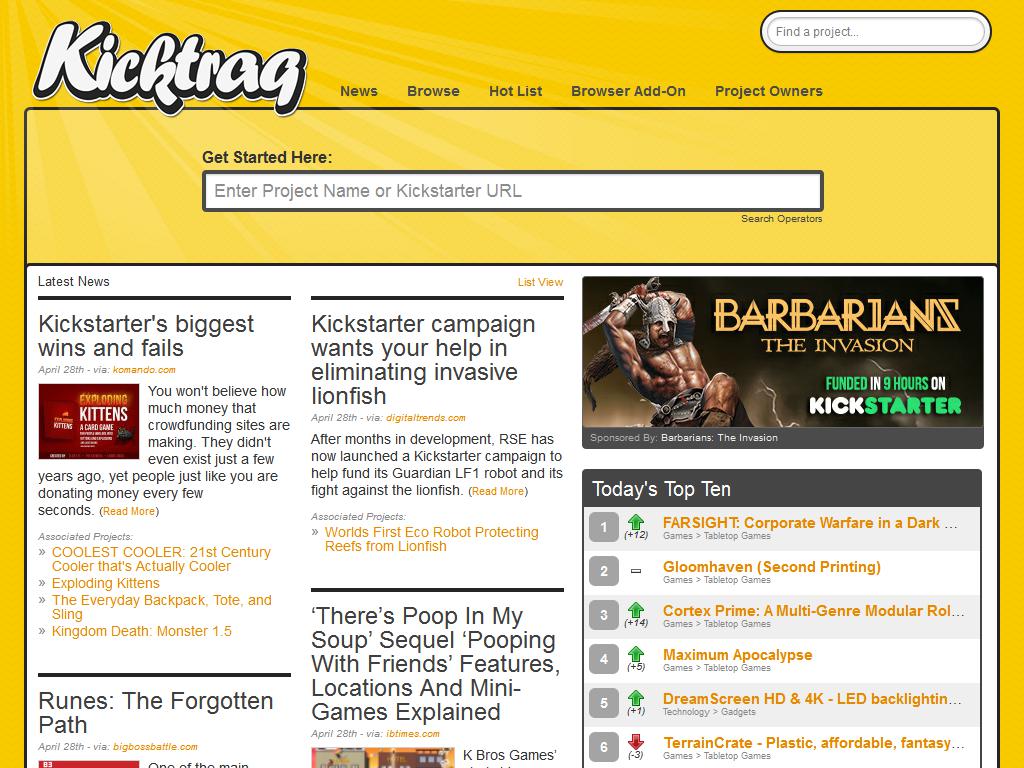 Kicktraq
Find a project...
News Browse Hot List Browser Add-On Project Owners
Get Started Here:
Enter Project Name or Kickstarter URL
Search Operators
Latest News
List View
Kickstarter's biggest
wins and fails
April 28th - via: komando.com
EXPLODING
KITTENS
A CARD GAME
You won't believe how
much money that
crowdfunding sites are
making. They didn't
even exist just a few
years ago, yet people just like you are
donating money every few
seconds. (Read More)
Associated Projects:
» COOLEST COOLER: 21st Century
Cooler that's Actually Cooler
» Exploding Kittens
» The Everyday Backpack, Tote, and
Sling
» Kingdom Death: Monster 1.5
Runes: The Forgotten
Path
April 28th - via: bigbossbattle.com
One of the main
Kickstarter campaign
wants your help in
eliminating invasive
lionfish
April 28th - via: digitaltrends.com
After months in development, RSE has
now launched a Kickstarter campaign to
help fund its Guardian LF1 robot and its
fight against the lionfish. (Read More)
Associated Projects:
» Worlds First Eco Robot Protecting
Reefs from Lionfish
‘There’s Poop In My
Soup’ Sequel ‘Pooping
With Friends’ Features,
Locations And Mini-
Games Explained
April 28th - via: ibtimes.com
K Bros Games’
BARBARIANS
THE INVASION
FUNDED IN 9 HOURS ON
KICKSTARTER
Sponsored By: Barbarians: The Invasion
Today's Top Ten
1 (+12) FARSIGHT: Corporate Warfare in a Dark ...
Games > Tabletop Games
2 Gloomhaven (Second Printing)
Games > Tabletop Games
3 (+14) Cortex Prime: A Multi-Genre Modular Rol...
Games > Tabletop Games
4 (+5) Maximum Apocalypse
Games > Tabletop Games
5 (+1) DreamScreen HD & 4K - LED backlightin...
Technology > Gadgets
6 (-3) TerrainCrate - Plastic, affordable, fantasy...
Games > Tabletop Games